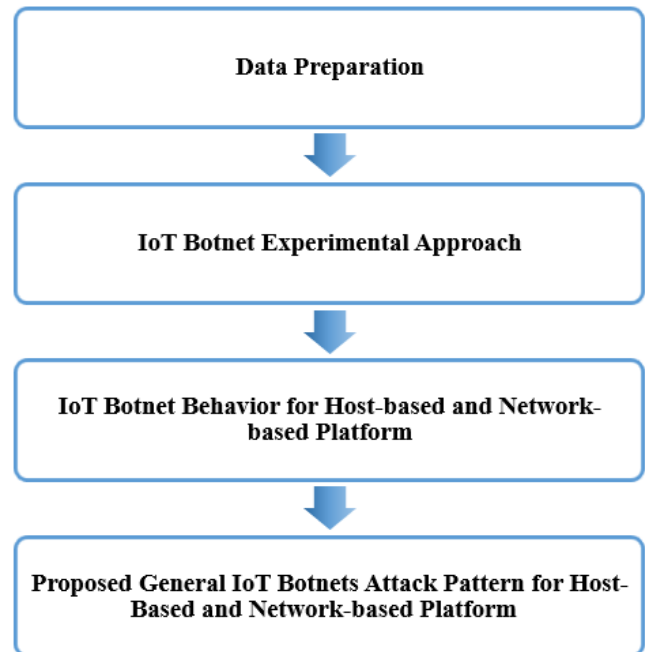 Data Preparation
IoT Botnet Experimental Approach
IoT Botnet Behavior for Host-based and Network-
based Platform
Proposed General IoT Botnets Attack Pattern for Host-
Based and Network-based Platform